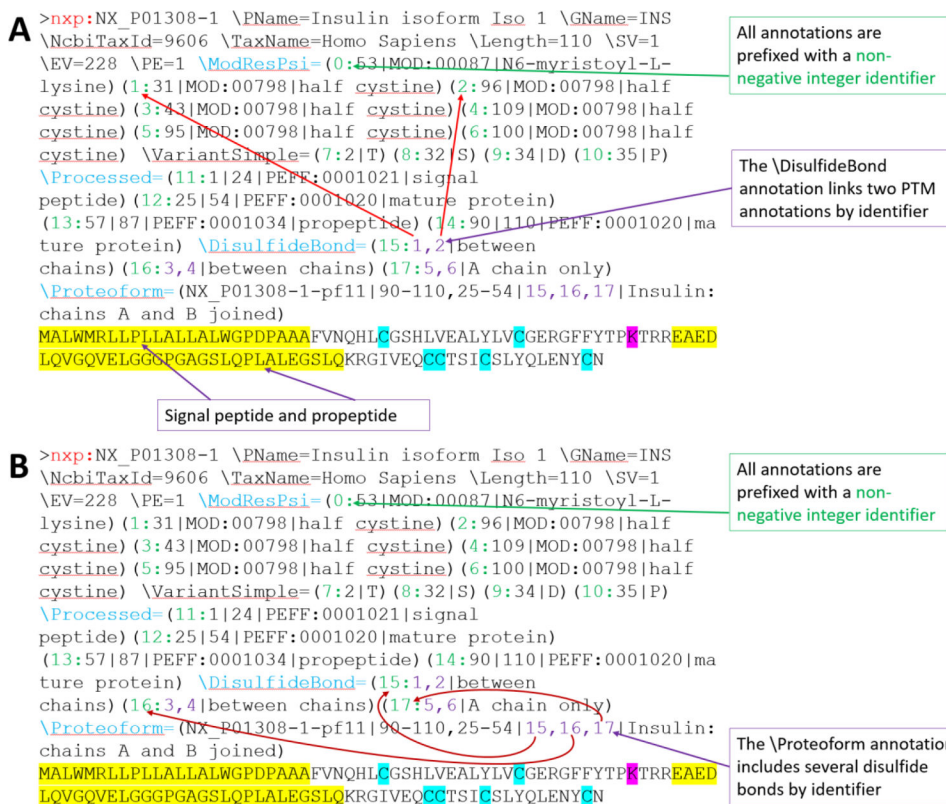 A
>nxp:NX_P01308-1 \PName=Insulin isoform Iso 1 \GName=INS
\NcbiTaxId=9606 \TaxName=Homo Sapiens \Length=110 \SV=1
\EV=228 \PE=1 \ModResPsi=(0:53|MOD:00087|N6-myristoyl-L-
lysine)(1:31|MOD:00798|half cystine)(2:96|MOD:00798|half
cystine)(3:43|MOD:00798|half cystine)(4:109|MOD:00798|half
cystine)(5:95|MOD:00798|half cystine)(6:100|MOD:00798|half
cystine) \VariantSimple=(7:2|T)(8:32|S)(9:34|D)(10:35|P)
\Processed=(11:1|24|PEFF:0001021|signal
peptide)(12:25|54|PEFF:0001020|mature protein)
(13:57|87|PEFF:0001034|propeptide)(14:90|110|PEFF:0001020|ma
ture protein) \DisulfideBond=(15:1,2|between
chains)(16:3,4|between chains)(17:5,6|A chain only)
\Proteoform=(NX_P01308-1-pf11|90-110,25-54|15,16,17|Insulin:
chains A and B joined)
MALWMRLLPLLALLALWGPDPAAAFVNQHLCGSHLVEALYLVCGERGFFYTPKTRREAED
LQVGQVELGGGPGAGSLQPLALEGSLQKRGIVEQCCTSICSLYQLENYCN
All annotations are
prefixed with a non-
negative integer identifier
The \DisulfideBond
annotation links two PTM
annotations by identifier
Signal peptide and propeptide
B
>nxp:NX_P01308-1 \PName=Insulin isoform Iso 1 \GName=INS
\NcbiTaxId=9606 \TaxName=Homo Sapiens \Length=110 \SV=1
\EV=228 \PE=1 \ModResPsi=(0:53|MOD:00087|N6-myristoyl-L-
lysine)(1:31|MOD:00798|half cystine)(2:96|MOD:00798|half
cystine)(3:43|MOD:00798|half cystine)(4:109|MOD:00798|half
cystine)(5:95|MOD:00798|half cystine)(6:100|MOD:00798|half
cystine) \VariantSimple=(7:2|T)(8:32|S)(9:34|D)(10:35|P)
\Processed=(11:1|24|PEFF:0001021|signal
peptide)(12:25|54|PEFF:0001020|mature protein)
(13:57|87|PEFF:0001034|propeptide)(14:90|110|PEFF:0001020|ma
ture protein) \DisulfideBond=(15:1,2|between
chains)(16:3,4|between chains)(17:5,6|A chain only)
\Proteoform=(NX_P01308-1-pf11|90-110,25-54|15,16,17|Insulin:
chains A and B joined)
MALWMRLLPLLALLALWGPDPAAAFVNQHLCGSHLVEALYLVCGERGFFYTPKTRREAED
LQVGQVELGGGPGAGSLQPLALEGSLQKRGIVEQCCTSICSLYQLENYCN
All annotations are
prefixed with a non-
negative integer identifier
The \Proteoform annotation
includes several disulfide
bonds by identifier